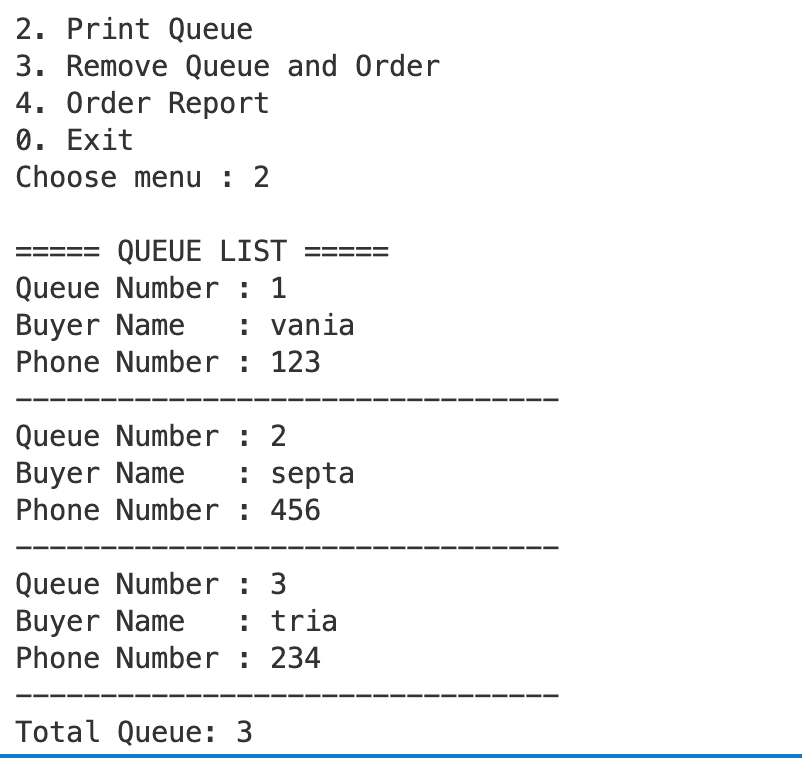 2. Print Queue
3. Remove Queue and Order
4. Order Report
0. Exit
Choose menu : 2

===== QUEUE LIST =====
Queue Number : 1
Buyer Name   : vania
Phone Number : 123
--------------------------------
Queue Number : 2
Buyer Name   : septa
Phone Number : 456
--------------------------------
Queue Number : 3
Buyer Name   : tria
Phone Number : 234
--------------------------------
Total Queue: 3